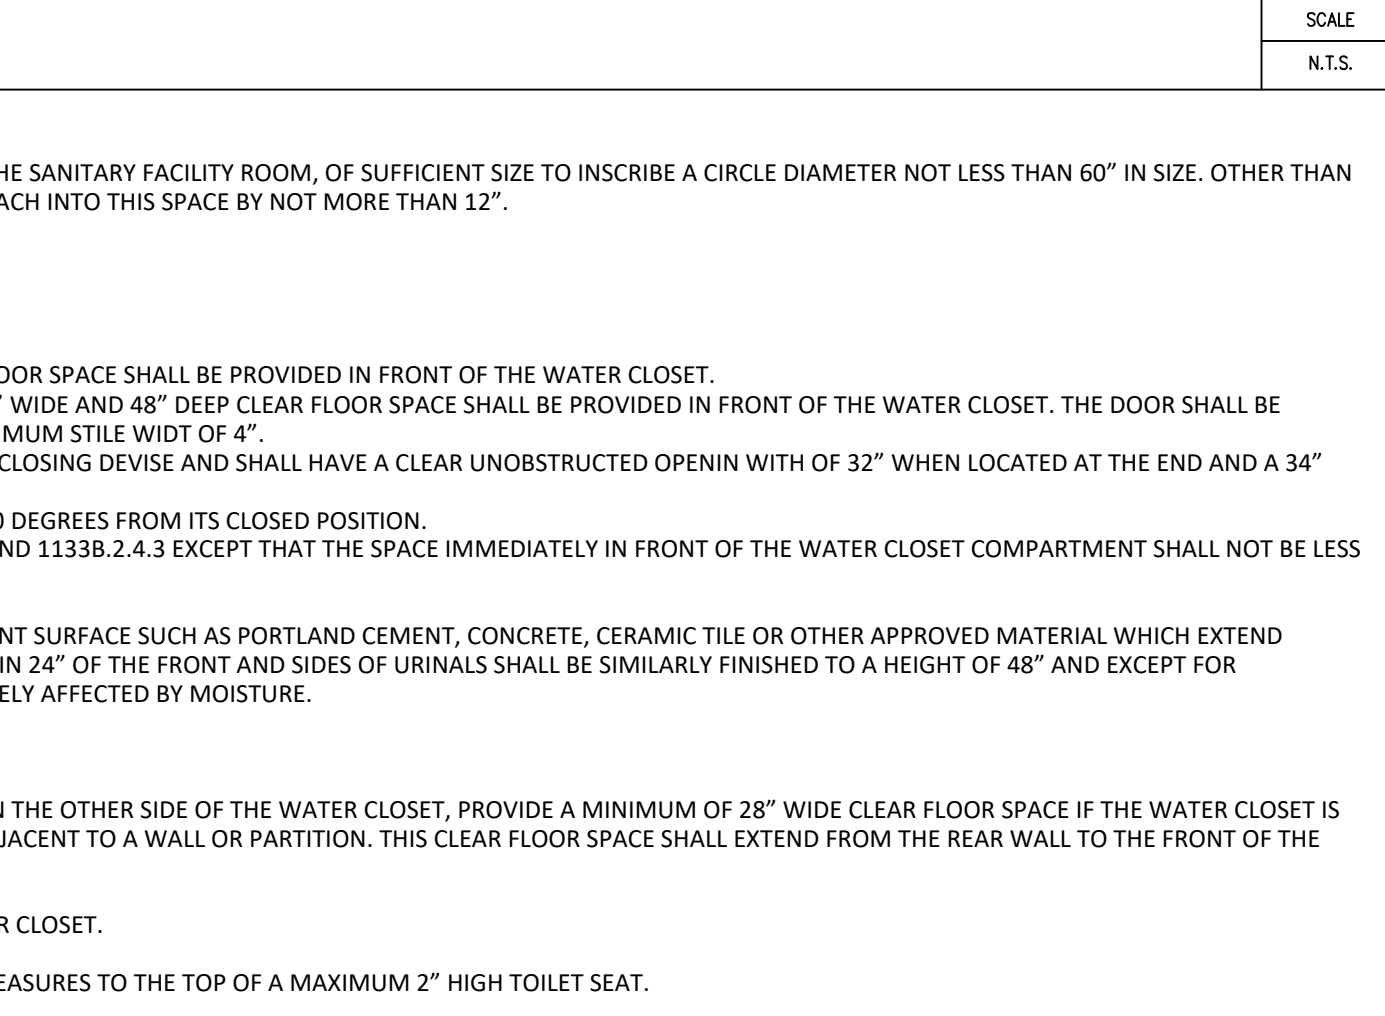 SCALE
N.T.S.
HE SANITARY FACILITY ROOM, OF SUFFICIENT SIZE TO INSCRIBE A CIRCLE DIAMETER NOT LESS THAN 60” IN SIZE. OTHER THAN
ACH INTO THIS SPACE BY NOT MORE THAN 12”.
OOR SPACE SHALL BE PROVIDED IN FRONT OF THE WATER CLOSET.
” WIDE AND 48” DEEP CLEAR FLOOR SPACE SHALL BE PROVIDED IN FRONT OF THE WATER CLOSET. THE DOOR SHALL BE
IMUM STILE WIDT OF 4”.
CLOSING DEVISE AND SHALL HAVE A CLEAR UNOBSTRUCTED OPENIN WITH OF 32” WHEN LOCATED AT THE END AND A 34”
0 DEGREES FROM ITS CLOSED POSITION.
ND 1133B.2.4.3 EXCEPT THAT THE SPACE IMMEDIATELY IN FRONT OF THE WATER CLOSET COMPARTMENT SHALL NOT BE LESS
NT SURFACE SUCH AS PORTLAND CEMENT, CONCRETE, CERAMIC TILE OR OTHER APPROVED MATERIAL WHICH EXTEND
IN 24” OF THE FRONT AND SIDES OF URINALS SHALL BE SIMILARLY FINISHED TO A HEIGHT OF 48” AND EXCEPT FOR
ELY AFFECTED BY MOISTURE.
N THE OTHER SIDE OF THE WATER CLOSET, PROVIDE A MINIMUM OF 28” WIDE CLEAR FLOOR SPACE IF THE WATER CLOSET IS
JACENT TO A WALL OR PARTITION. THIS CLEAR FLOOR SPACE SHALL EXTEND FROM THE REAR WALL TO THE FRONT OF THE
R CLOSET.
EASURES TO THE TOP OF A MAXIMUM 2” HIGH TOILET SEAT.